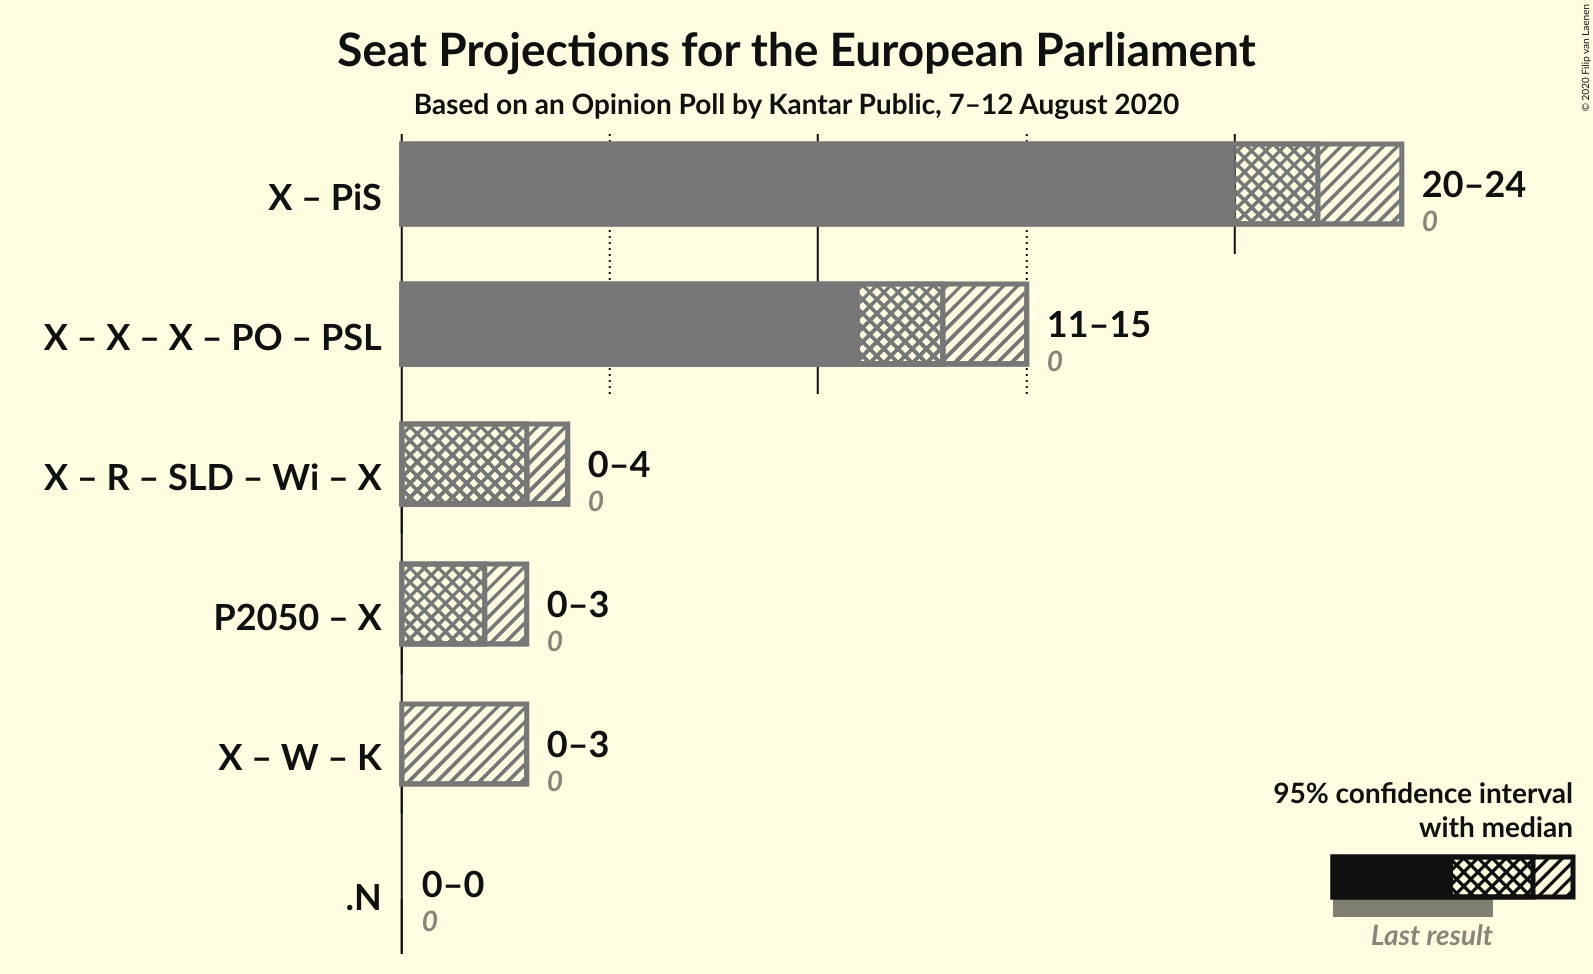 Seat Projections for the European Parliament
Based on an Opinion Poll by Kantar Public, 7–12 August 2020
© 2020 Filip van Laenen
X – PiS
20–24
0
X – X – X – PO – PSL
11–15
0
X – R – SLD – Wi – X
0–4
0
P2050 – X
0–3
0
X – W – K
0–3
0
.N
0–0
0
95% confidence interval
with median
Last result